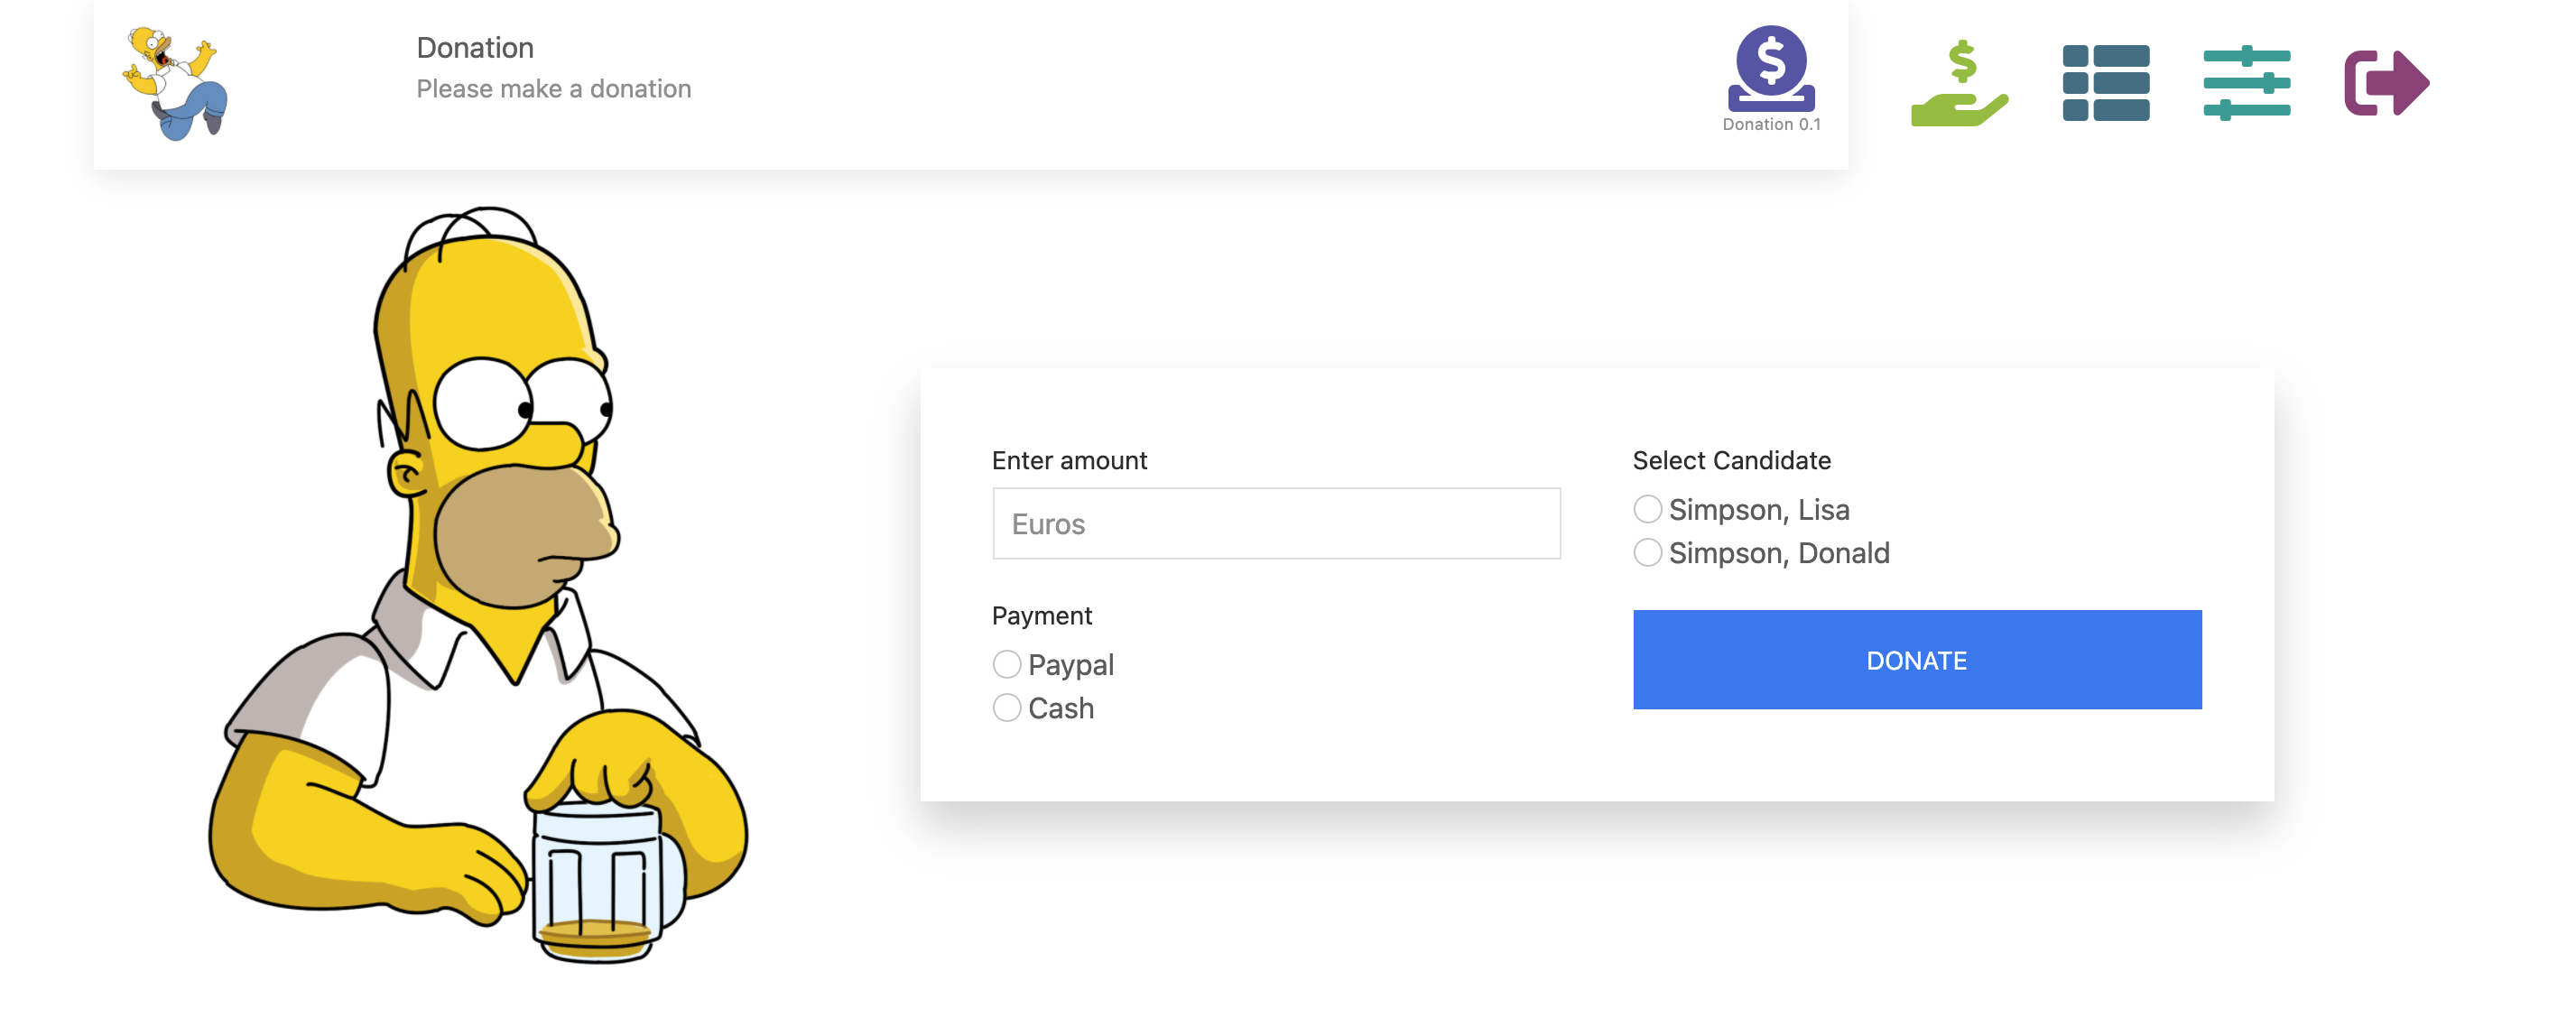 Donation
Please make a donation
Donation 0.1
Enter amount
Euros
Payment
Paypal
Cash
Select Candidate
Simpson, Lisa
Simpson, Donald
DONATE